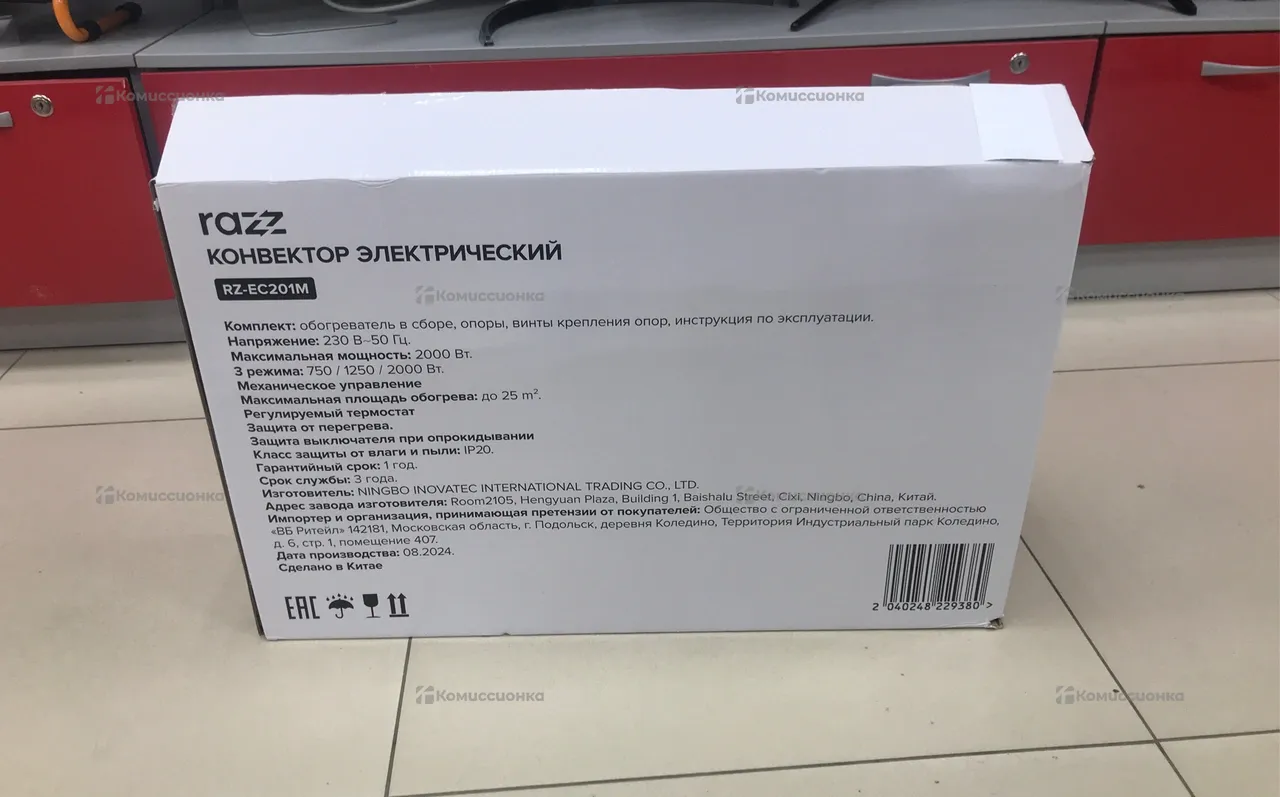 razz
КОНВЕКТОР ЭЛЕКТРИЧЕСКИЙ
RZ-EC201M
Комплект: обогреватель в сборе, опоры, винты крепления опор, инструкция по эксплуатации.
Напряжение: 230 В~50 Гц.
Максимальная мощность: 2000 Вт.
3 режима: 750 / 1250 / 2000 Вт.
Механическое управление
Максимальная площадь обогрева: до 25 m².
Регулируемый термостат
Защита от перегрева.
Защита выключателя при опрокидывании
Класс защиты от влаги и пыли: IP20.
Гарантийный срок: 1 год.
Срок службы: 3 года.
Изготовитель: NINGBO INOVATEC INTERNATIONAL TRADING CO., LTD.
Адрес завода изготовителя: Room2105, Hengyuan Plaza, Building 1, Baishalu Street, Cixi, Ningbo, China, Китай.
Импортер и организация, принимающая претензии от покупателей: Общество с ограниченной ответственностью
«ВБ Ритейл» 142181, Московская область, г. Подольск, деревня Коледино, Территория Индустриальный парк Коледино,
д. 6, стр. 1, помещение 407.
Дата производства: 08.2024.
Сделано в Китае
EAC
2 040248 229380 >
Комиссионка
Комиссионка
Комиссионка
Комиссионка
Комиссионка
Комиссионка
Комиссионка
Комиссионка